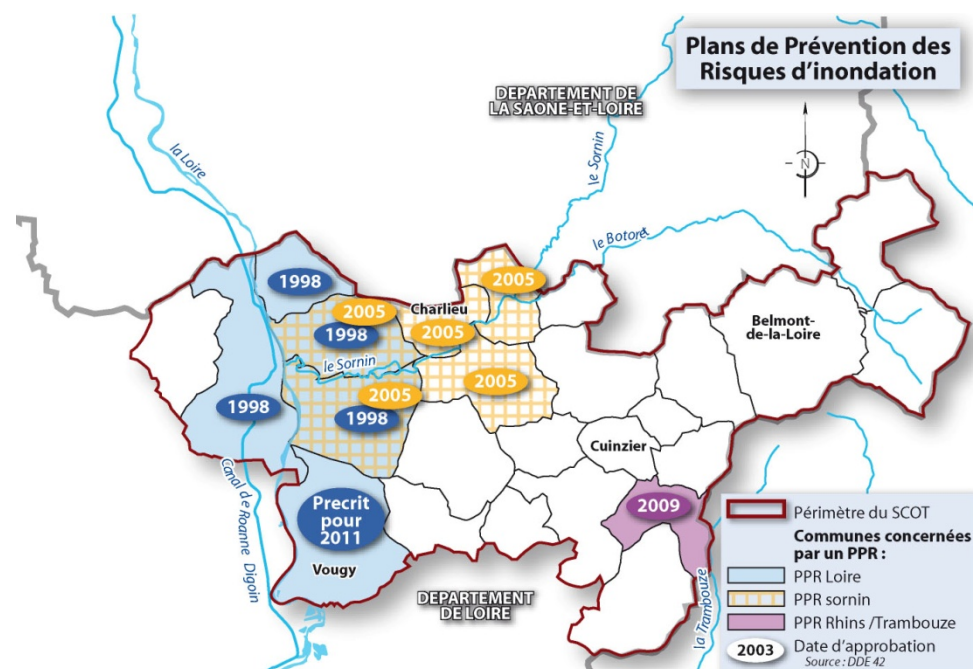 Plans de Prévention des
Risques d'inondation
DEPARTEMENT DE
LA SAONE-ET-LOIRE
la Loire
le Sornin
N
le Botoret
1998
2005
2005
1998
Charlieu
2005
Belmont-
de-la-Loire
le Sornin
2005
1998
2005
1998
Cuinzier
Canal de Roanne Digoin
Precrit
pour
2011
Vougy
2009
DEPARTEMENT
DE LOIRE
la Trambouze
Périmètre du SCOT
Communes concernées
par un PPR :
PPR Loire
PPR sornin
PPR Rhins /Trambouze
2003 Date d'approbation
Source : DDE 42